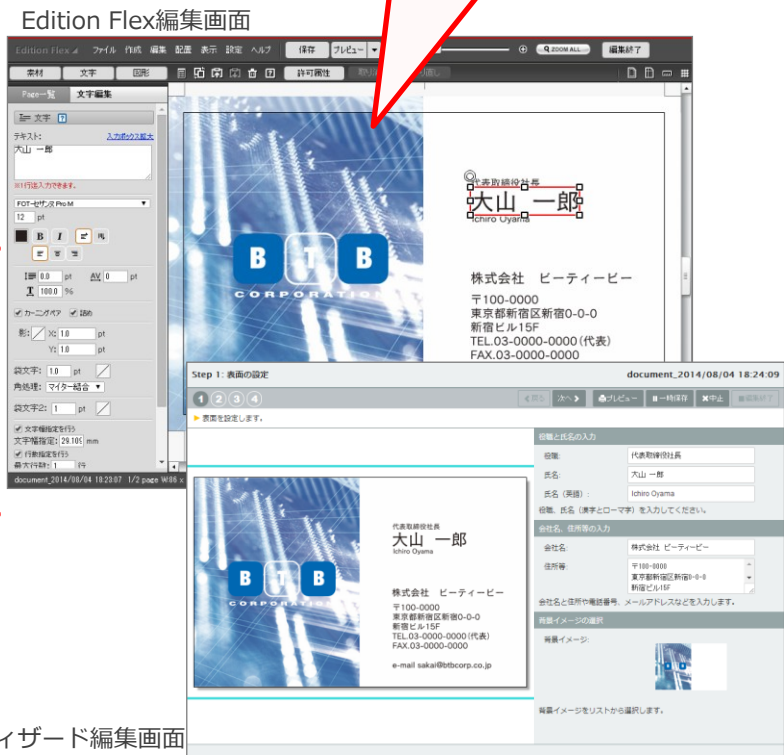 Edition Flex編集画面
Edition Flex ファイル 作成 編集 配置 表示 設定 ヘルプ 保存 プレビュー ZOOM ALL 編集終了
素材 文字 図形 許可属性
Page一覧 文字編集
文字 ?
テキスト: 入力ボックス拡大
大山 一郎
※1行迄入力できます。
FOT-セザンヌ ProM
12 pt
B I
0.0 pt AV 0 pt
T 100.0 %
カーニングペア 詰め
影: X: 1.0 pt
Y: 1.0 pt
袋文字: 1.0 pt
角処理: マイター結合
袋文字2: 1 pt
文字幅指定を行う
文字幅指定: 29.105 mm
行数指定を行う
最大行数: 1 行
document_2014/08/04 18:23:07 1/2 page W:86 x
BTB
CORPORATION
代表取締役社長
大山 一郎
Ichiro Oyama
株式会社 ビーティービー
〒100-0000
東京都新宿区新宿0-0-0
新宿ビル15F
TEL.03-0000-0000(代表)
FAX.03-0000-0000
Step 1: 表面の設定 document_2014/08/04 18:24:09
1 2 3 4 戻る 次へ プレビュー 一時保存 中止 編集終了
表面を設定します。
BTB
CORPORATION
代表取締役社長
大山 一郎
Ichiro Oyama
株式会社 ビーティービー
〒100-0000
東京都新宿区新宿0-0-0
新宿ビル15F
TEL.03-0000-0000(代表)
FAX.03-0000-0000
e-mail sakai@btbcorp.co.jp
役職と氏名の入力
役職: 代表取締役社長
氏名: 大山 一郎
氏名(英語): Ichiro Oyama
役職、氏名(漢字とローマ字)を入力してください。
会社名、住所等の入力
会社名: 株式会社 ビーティービー
住所等: 〒100-0000
東京都新宿区新宿0-0-0
新宿ビル15F
会社名と住所や電話番号、メールアドレスなどを入力します。
背景イメージの選択
背景イメージ:
背景イメージをリストから選択します。
ィザード編集画面